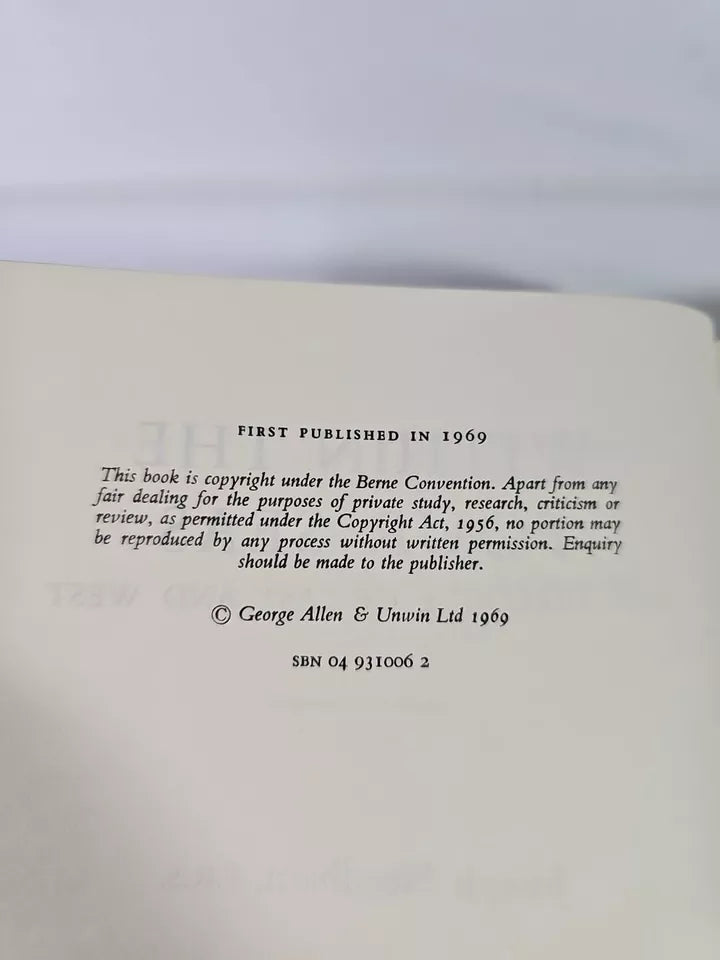 FIRST PUBLISHED IN 1969
This book is copyright under the Berne Convention. Apart from any
fair dealing for the purposes of private study, research, criticism or
review, as permitted under the Copyright Act, 1956, no portion may
be reproduced by any process without written permission. Enquiry
should be made to the publisher.
© George Allen & Unwin Ltd 1969
SBN 04 931006 2